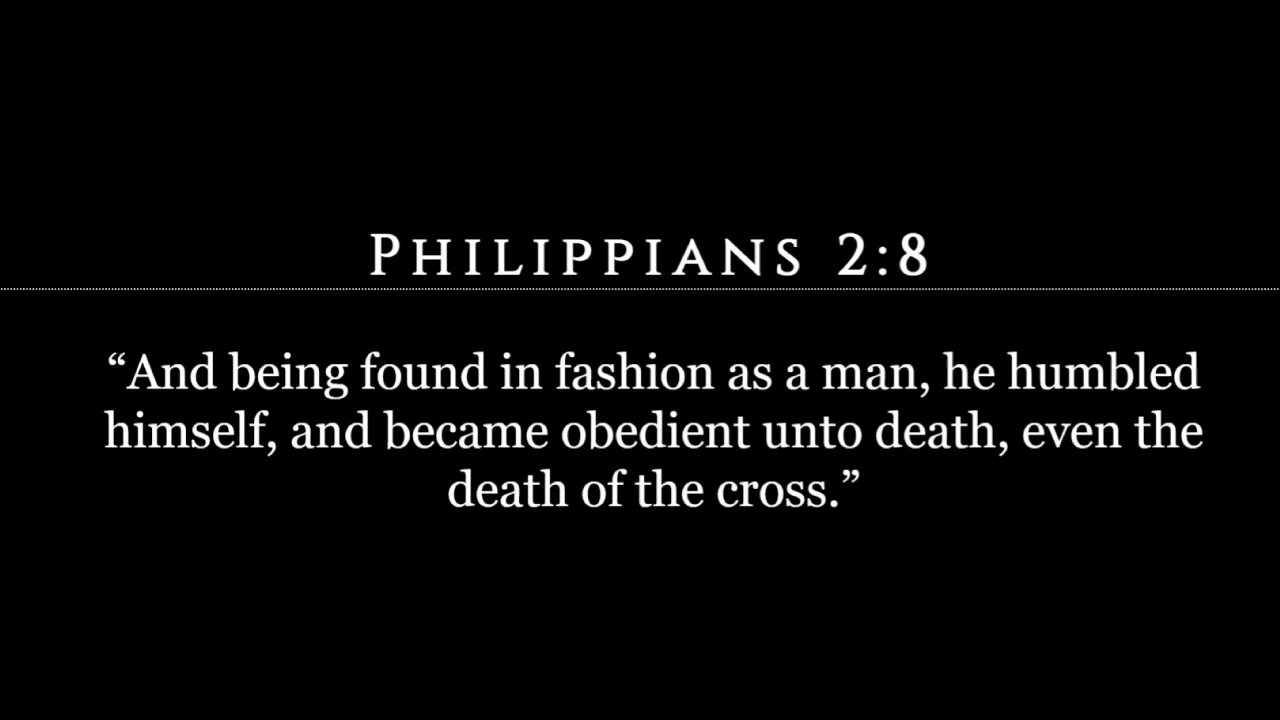 Philippians 2:8
“And being found in fashion as a man, he humbled
himself, and became obedient unto death, even the
death of the cross.”